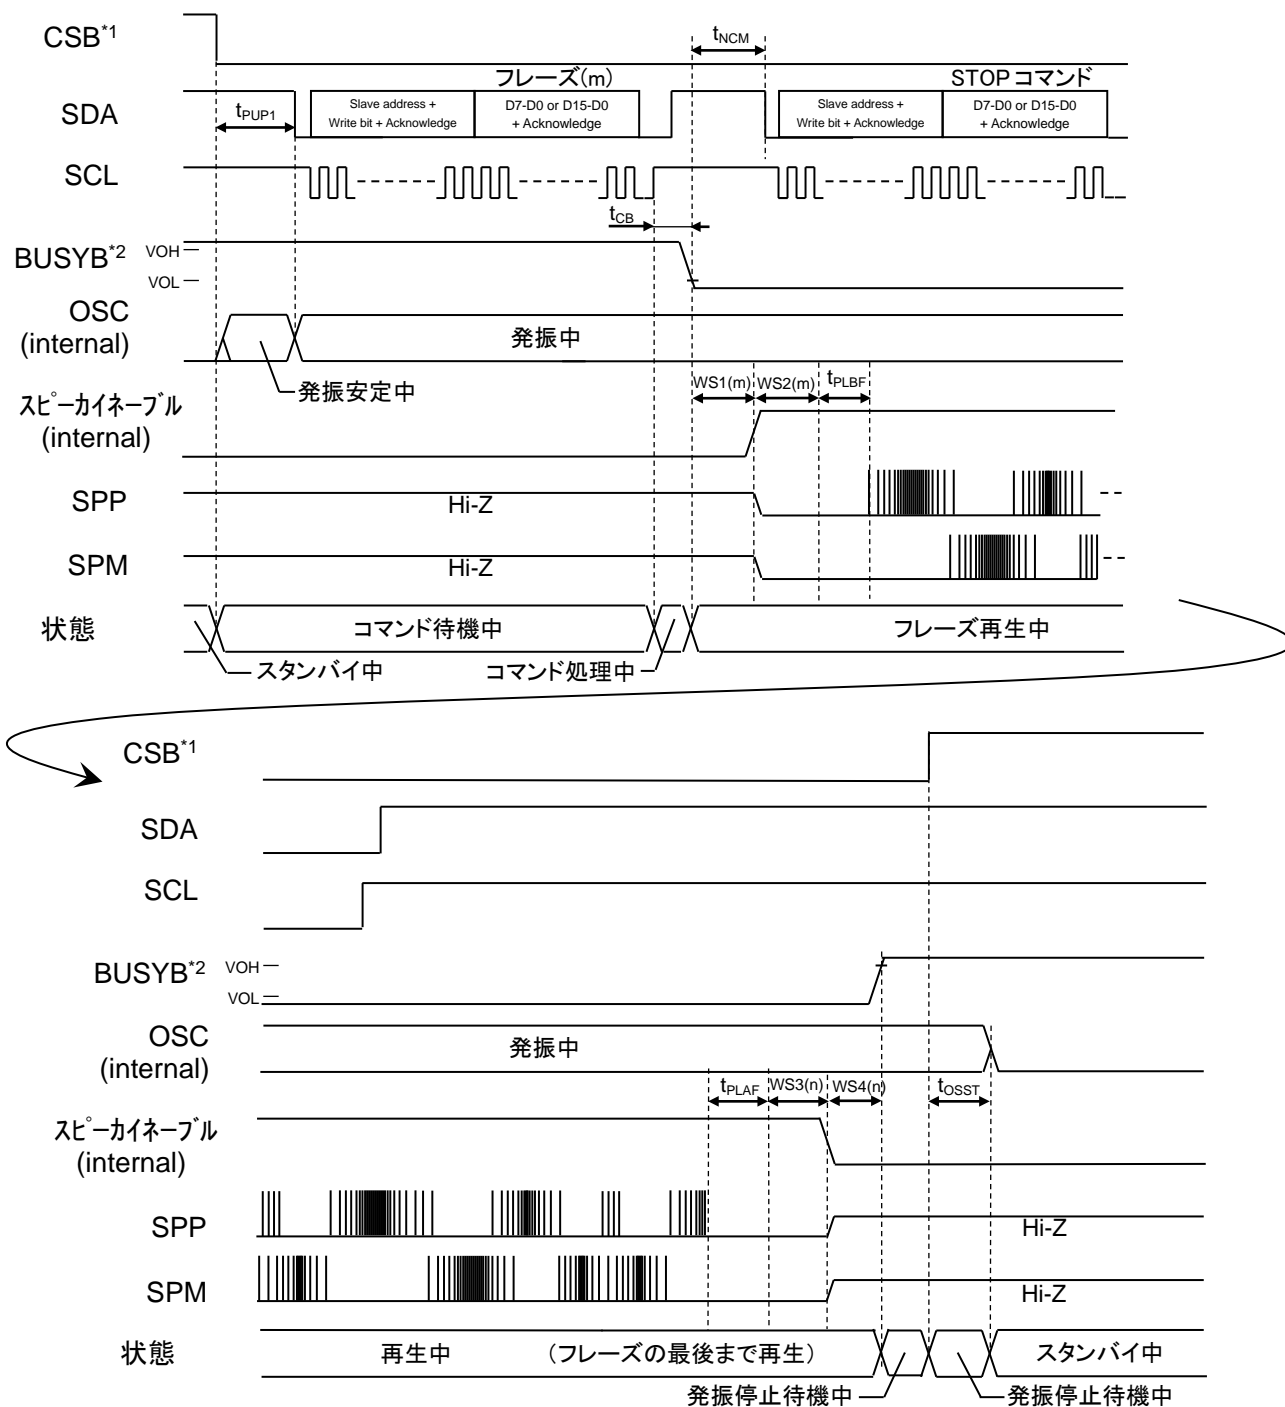 CSB*1
tNCM
フレーズ(m)
STOPコマンド
SDA
tPUP1
Slave address +
Write bit + Acknowledge
D7-D0 or D15-D0
+ Acknowledge
Slave address +
Write bit + Acknowledge
D7-D0 or D15-D0
+ Acknowledge
SCL
tCB
BUSYB*2
VOH
VOL
OSC
(internal)
発振中
発振安定中
WS1(m)
WS2(m)
tPLBF
スピーカイネーブル
(internal)
SPP
Hi-Z
SPM
Hi-Z
状態
コマンド待機中
フレーズ再生中
スタンバイ中
コマンド処理中
CSB*1
SDA
SCL
BUSYB*2
VOH
VOL
OSC
(internal)
発振中
tPLAF
WS3(n)
WS4(n)
tOSST
スピーカイネーブル
(internal)
SPP
Hi-Z
SPM
Hi-Z
状態
再生中
(フレーズの最後まで再生)
スタンバイ中
発振停止待機中
発振停止待機中